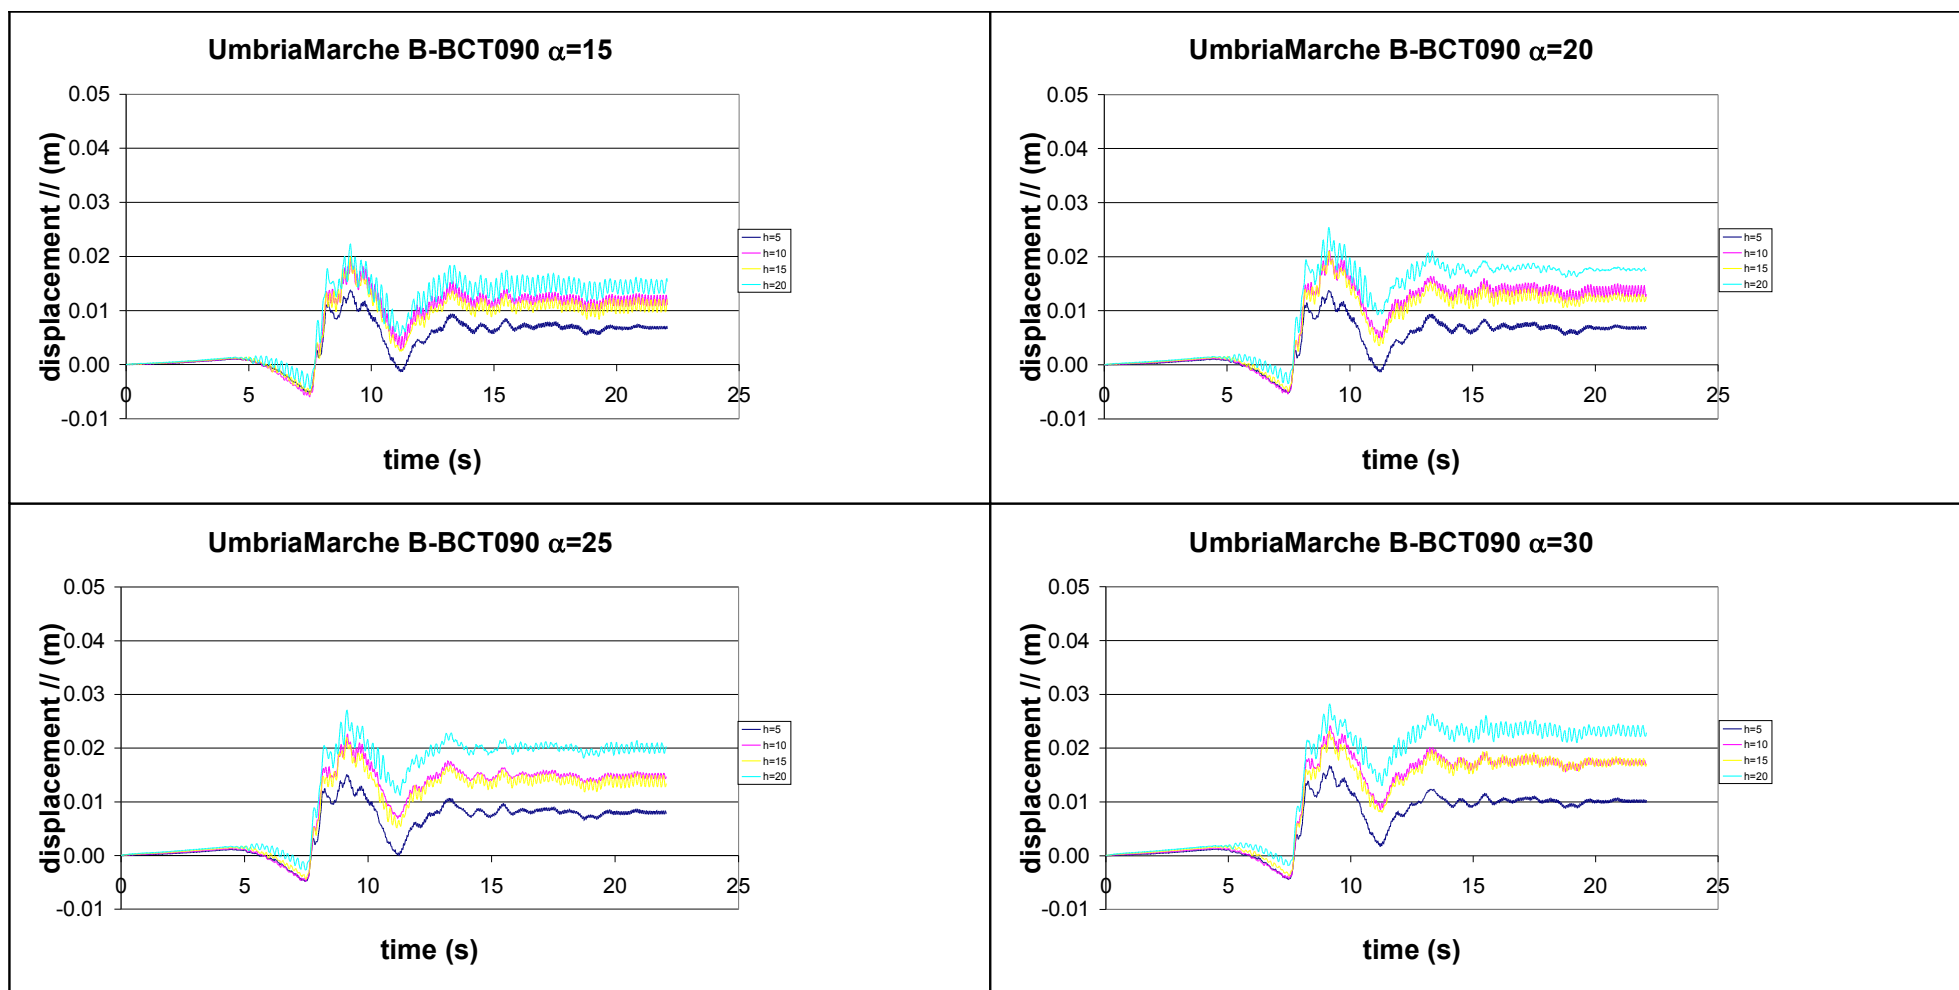 UmbriaMarche B-BCT090 α=15
displacement // (m)
0.05
0.04
0.03
0.02
0.01
0.00
-0.01
0 5 10 15 20 25
time (s)
h=5
h=10
h=15
h=20
UmbriaMarche B-BCT090 α=20
displacement // (m)
0.05
0.04
0.03
0.02
0.01
0.00
-0.01
0 5 10 15 20 25
time (s)
h=5
h=10
h=15
h=20
UmbriaMarche B-BCT090 α=25
displacement // (m)
0.05
0.04
0.03
0.02
0.01
0.00
-0.01
0 5 10 15 20 25
time (s)
h=5
h=10
h=15
h=20
UmbriaMarche B-BCT090 α=30
displacement // (m)
0.05
0.04
0.03
0.02
0.01
0.00
-0.01
0 5 10 15 20 25
time (s)
h=5
h=10
h=15
h=20